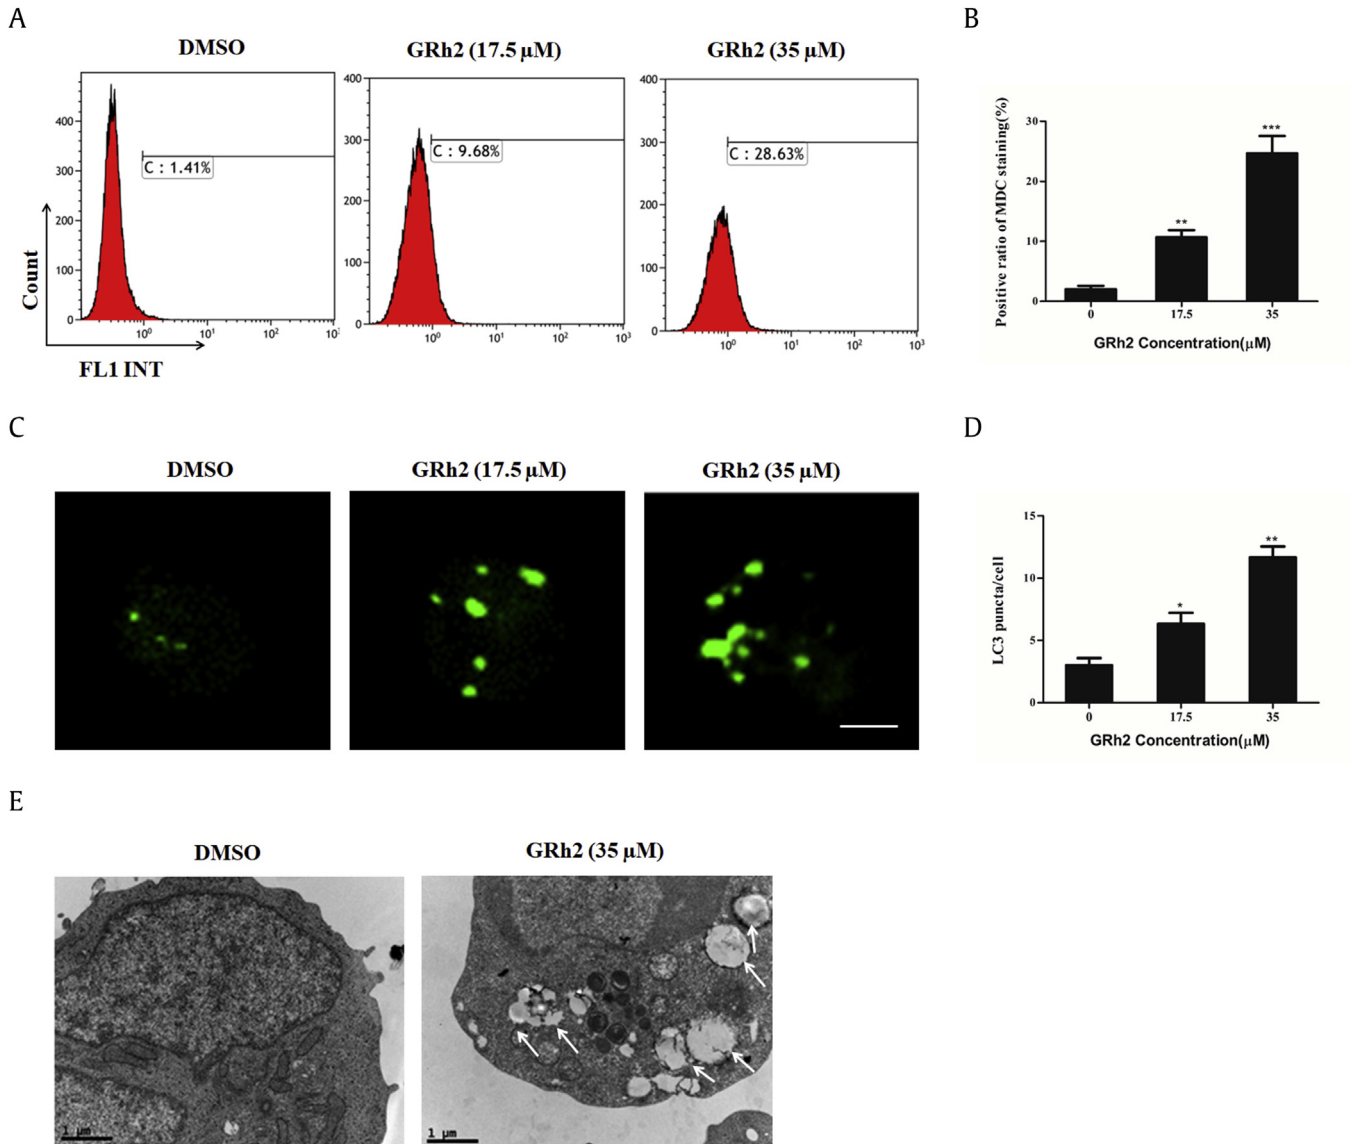 A
DMSO
GRh2 (17.5 µM)
GRh2 (35 µM)
400
300
200
100
0
C : 1.41%
10⁰
10¹
10²
10³
400
300
200
100
0
C : 9.68%
10⁰
10¹
10²
10³
400
300
200
100
0
C : 28.63%
10⁰
10¹
10²
10³
Count
FL1 INT
B
Positive ratio of MDC staining(%)
30
20
10
0
**
***
0
17.5
35
GRh2 Concentration(µM)
C
DMSO
GRh2 (17.5 µM)
GRh2 (35 µM)
D
LC3 puncta/cell
15
10
5
0
*
**
0
17.5
35
GRh2 Concentration(µM)
E
DMSO
GRh2 (35 µM)
1 µm
1 µm